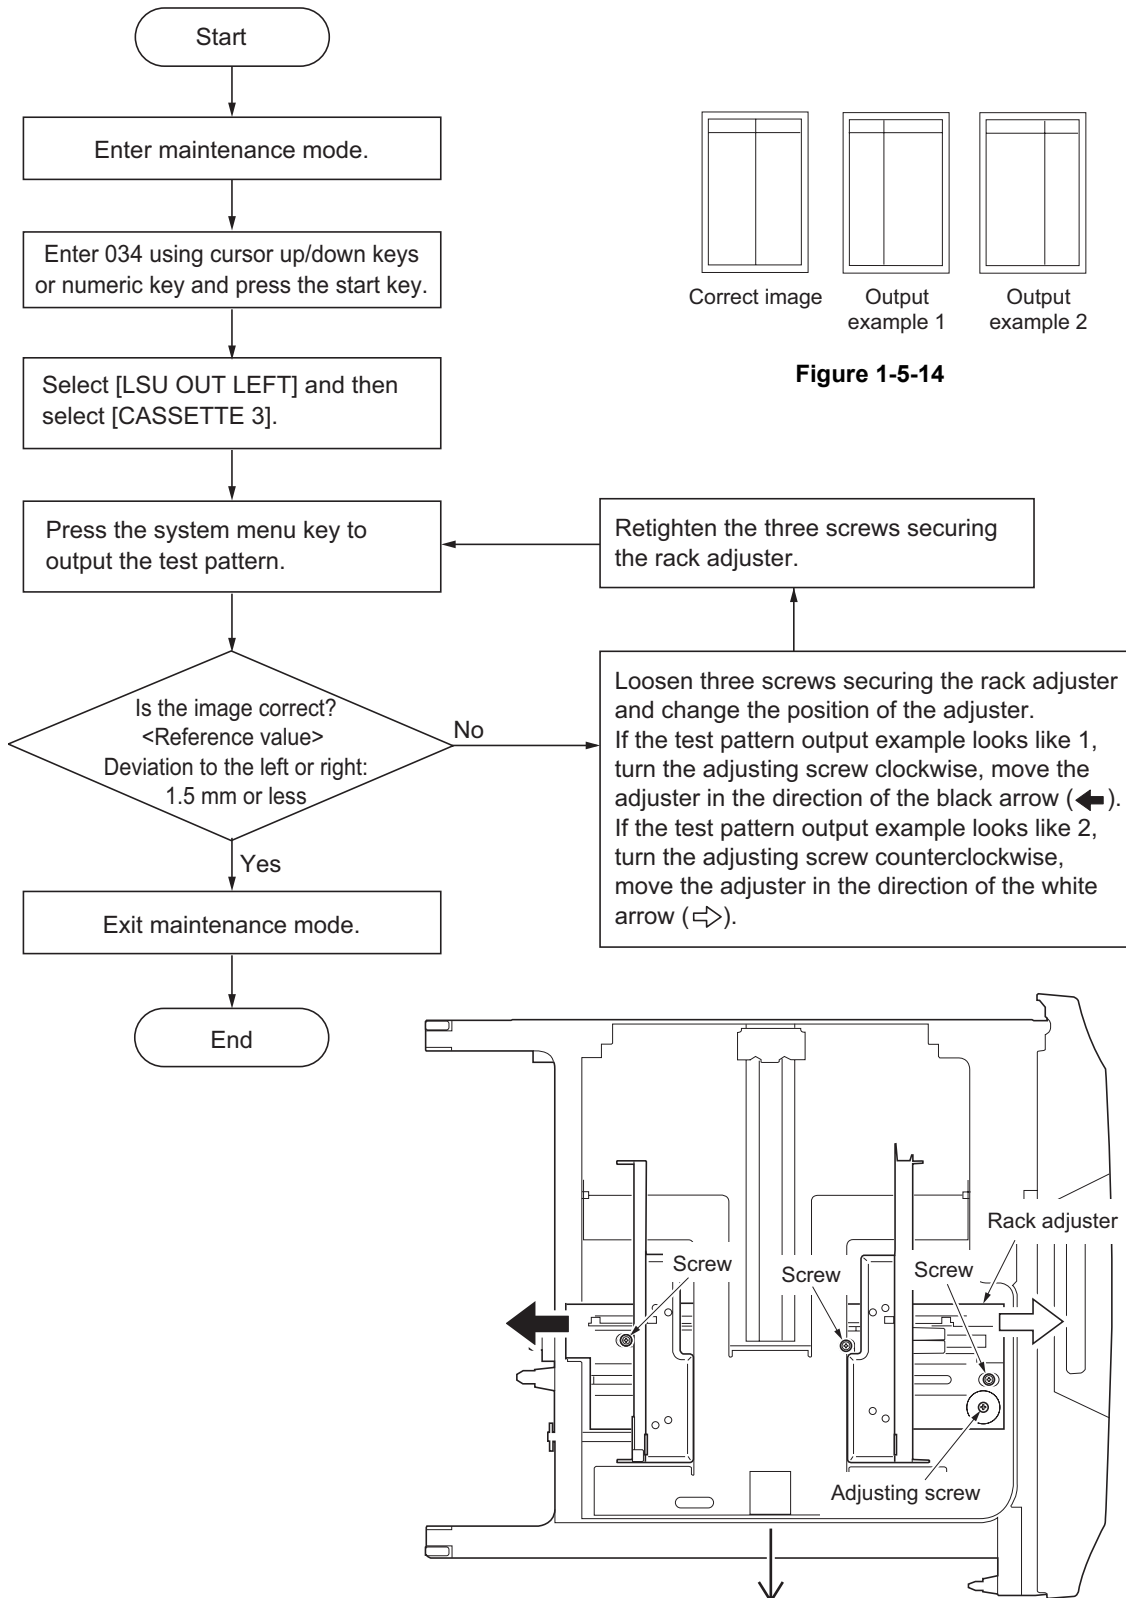 Start
Enter maintenance mode.
Enter 034 using cursor up/down keys
or numeric key and press the start key.
Select [LSU OUT LEFT] and then
select [CASSETTE 3].
Press the system menu key to
output the test pattern.
Is the image correct?
<Reference value>
Deviation to the left or right:
1.5 mm or less
No
Yes
Exit maintenance mode.
End
Correct image
Output
example 1
Output
example 2
Figure 1-5-14
Retighten the three screws securing
the rack adjuster.
Loosen three screws securing the rack adjuster
and change the position of the adjuster.
If the test pattern output example looks like 1,
turn the adjusting screw clockwise, move the
adjuster in the direction of the black arrow (⬅).
If the test pattern output example looks like 2,
turn the adjusting screw counterclockwise,
move the adjuster in the direction of the white
arrow (⇨).
Rack adjuster
Screw
Screw
Screw
Adjusting screw